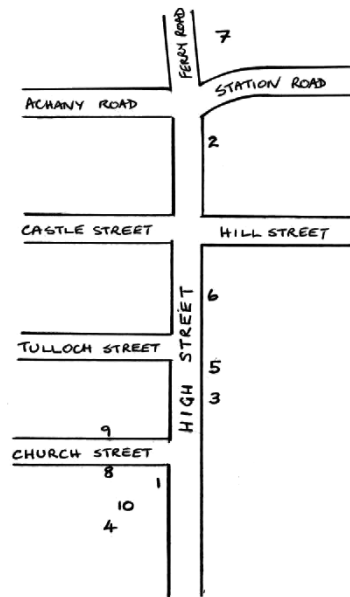 7
FERRY ROAD
STATION ROAD
ACHANY ROAD
2
CASTLE STREET
HILL STREET
6
HIGH STREET
TULLOCH STREET
5
3
9
CHURCH STREET
8
1
10
4